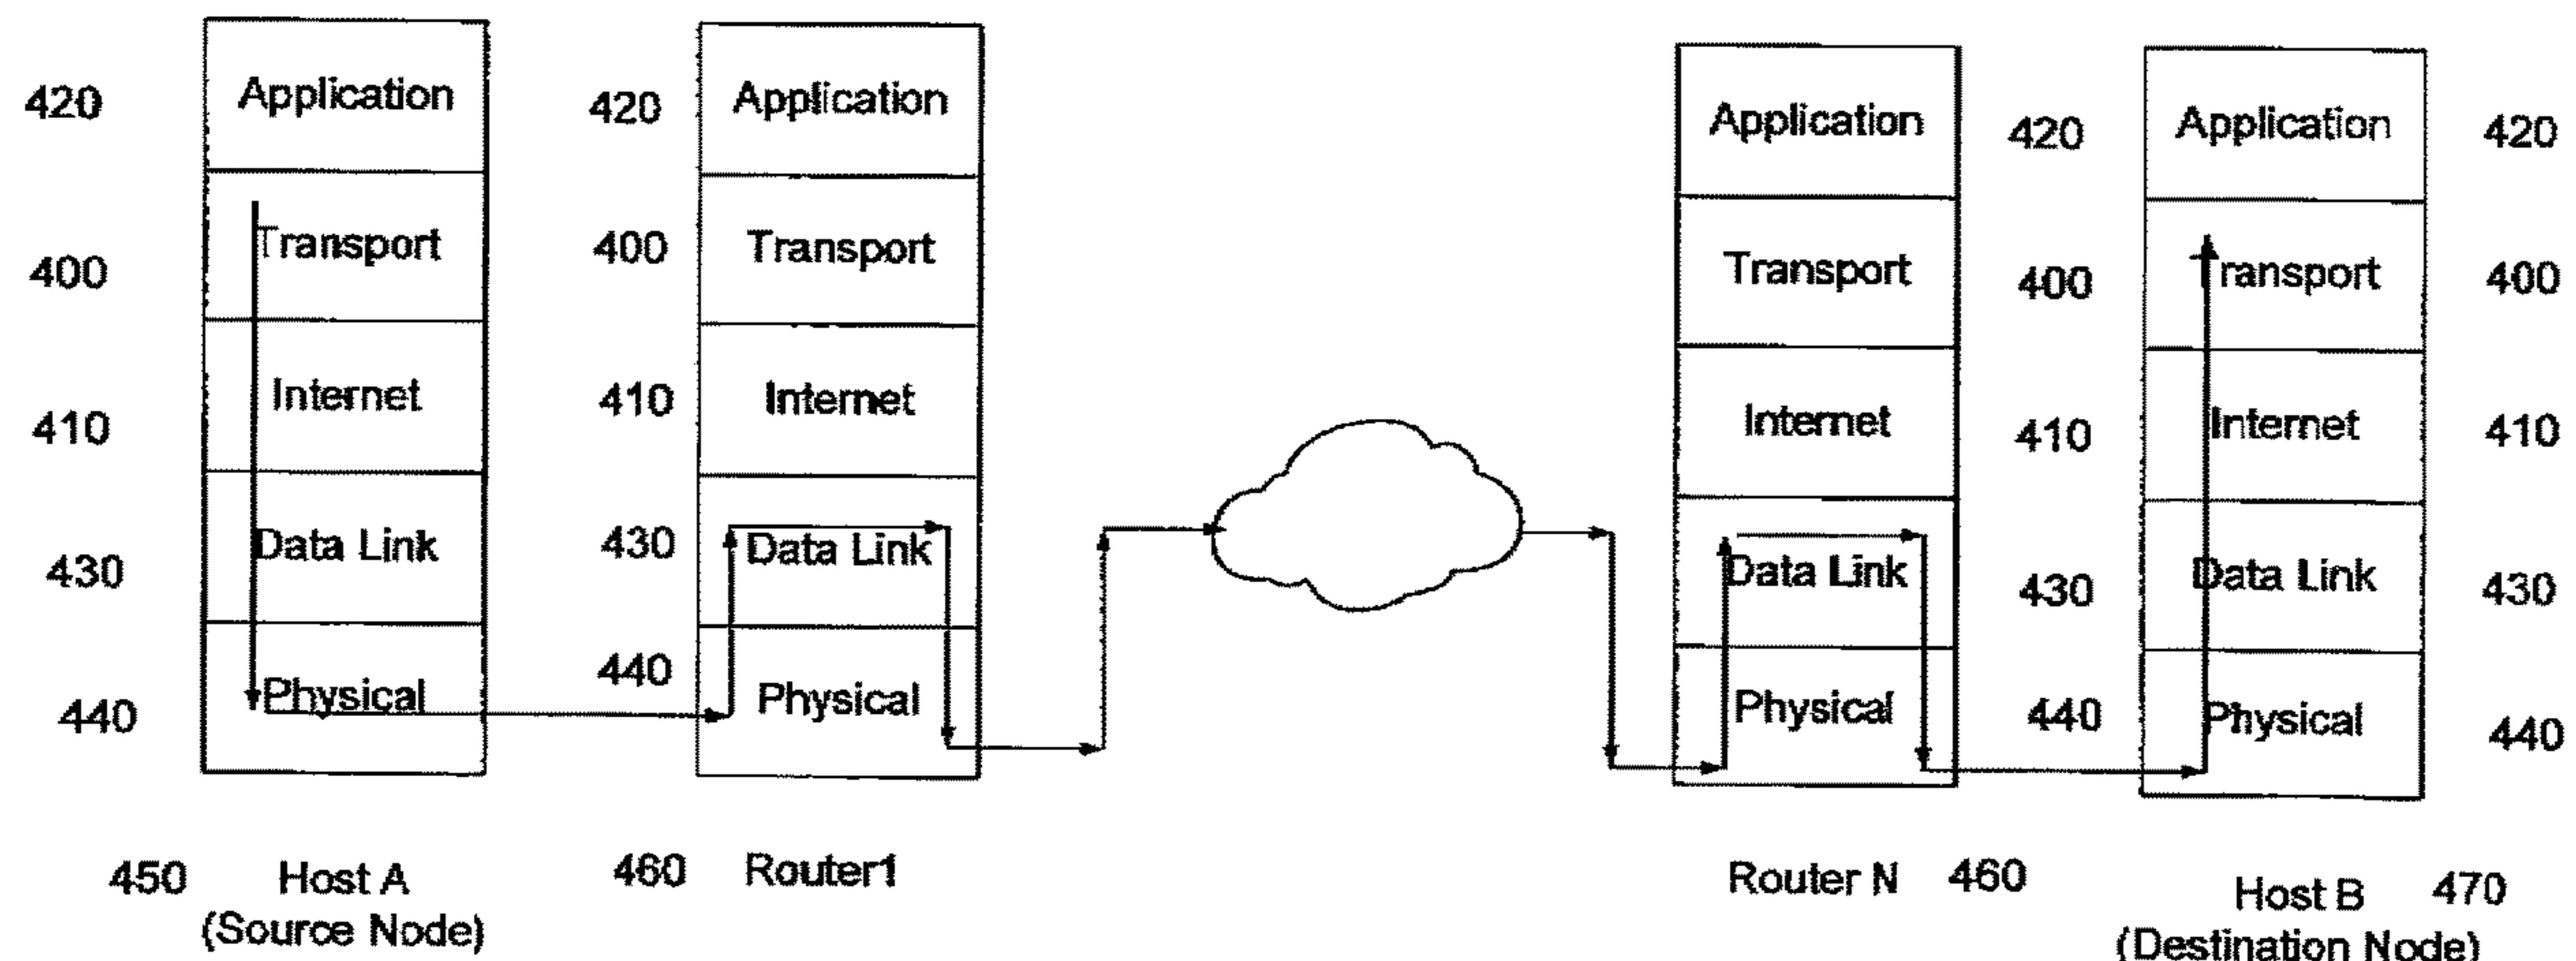 420 Application 420 Application Application 420 Application 420
400 Transport 400 Transport Transport 400 Transport 400
410 Internet 410 Internet Internet 410 Internet 410
430 Data Link 430 Data Link Data Link 430 Data Link 430
440 Physical 440 Physical Physical 440 Physical 440
450 Host A 460 Router1 Router N 460 Host B 470
(Source Node) (Destination Node)